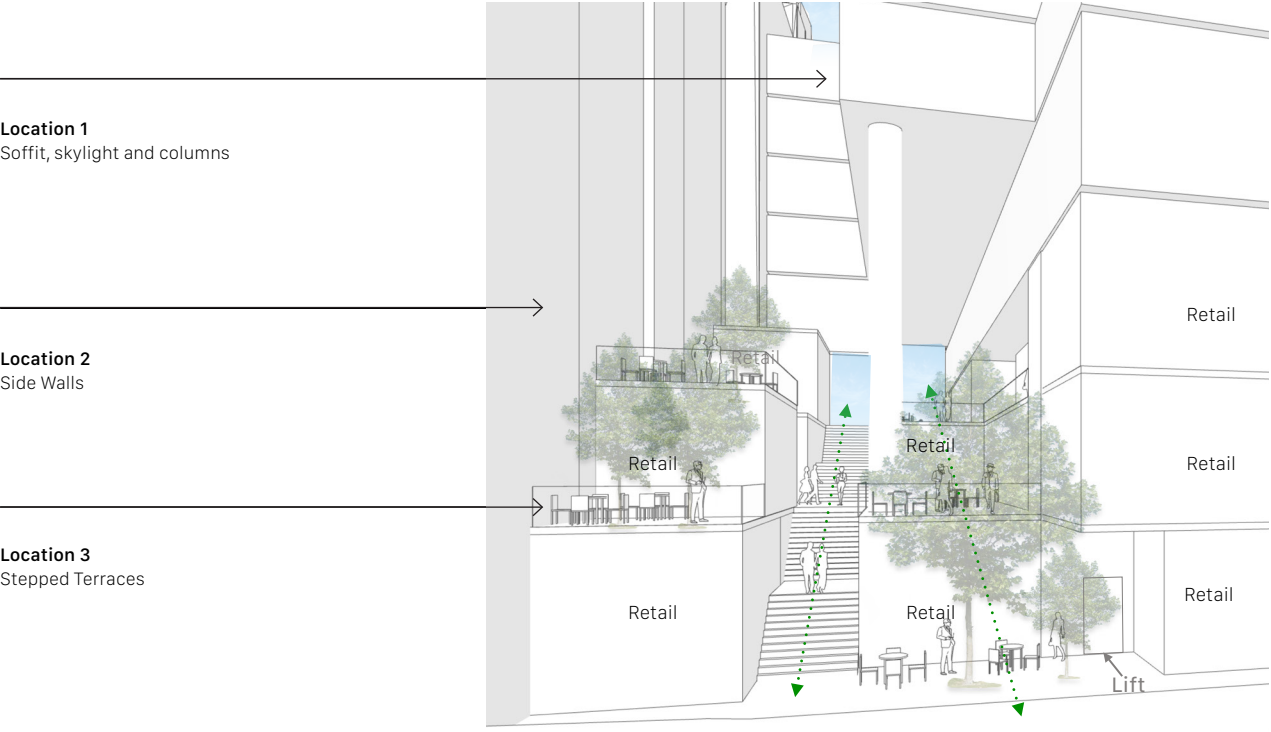 Location 1
Soffit, skylight and columns
Location 2
Side Walls
Location 3
Stepped Terraces
Retail
Retail
Retail
Retail
Retail
Retail
Retail
Retail
Lift